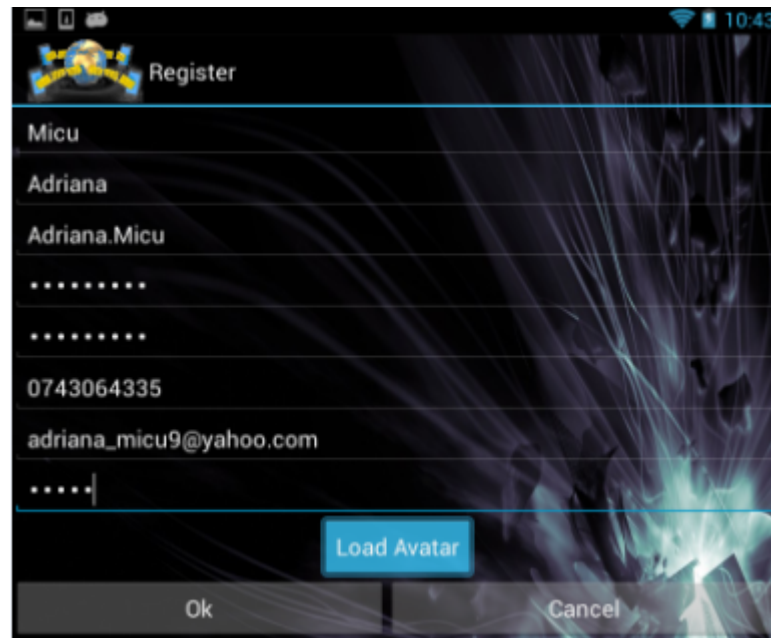 10:43
Register
Micu
Adriana
Adriana.Micu
•••••••••
•••••••••
0743064335
adriana_micu9@yahoo.com
•••••
Load Avatar
Ok Cancel